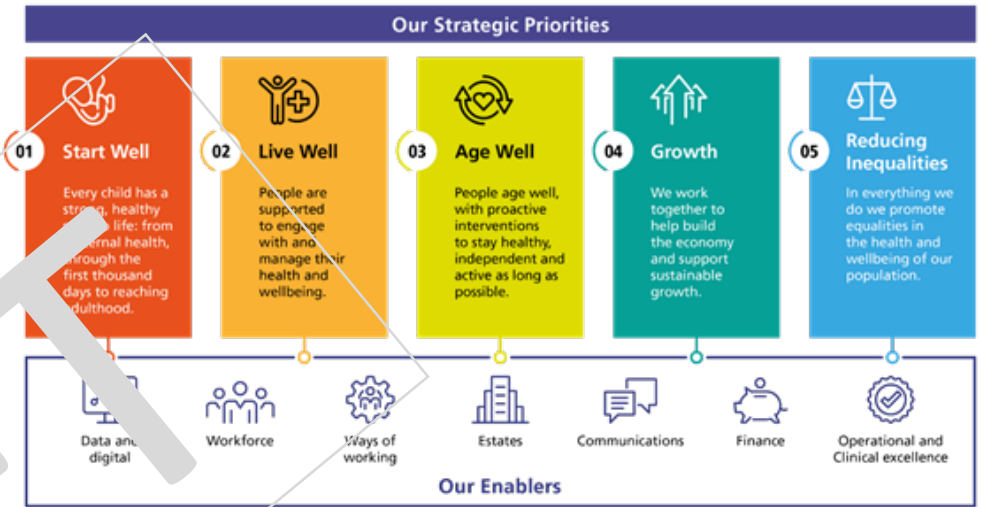 Our Strategic Priorities
01
Start Well
Every child has a
strong, healthy
life: from
health,
through the
first thousand
days to reaching
adulthood.
02
Live Well
People are
supported
to engage
with and
manage their
health and
wellbeing.
03
Age Well
People age well,
with proactive
interventions
to stay healthy,
independent and
active as long as
possible.
04
Growth
We work
together to
help build
the economy
and support
sustainable
growth.
05
Reducing
Inequalities
In everything we
do we promote
equalities in
the health and
wellbeing of our
population.
Data and
digital
Workforce
Ways of
working
Estates
Communications
Finance
Operational and
Clinical excellence
Our Enablers